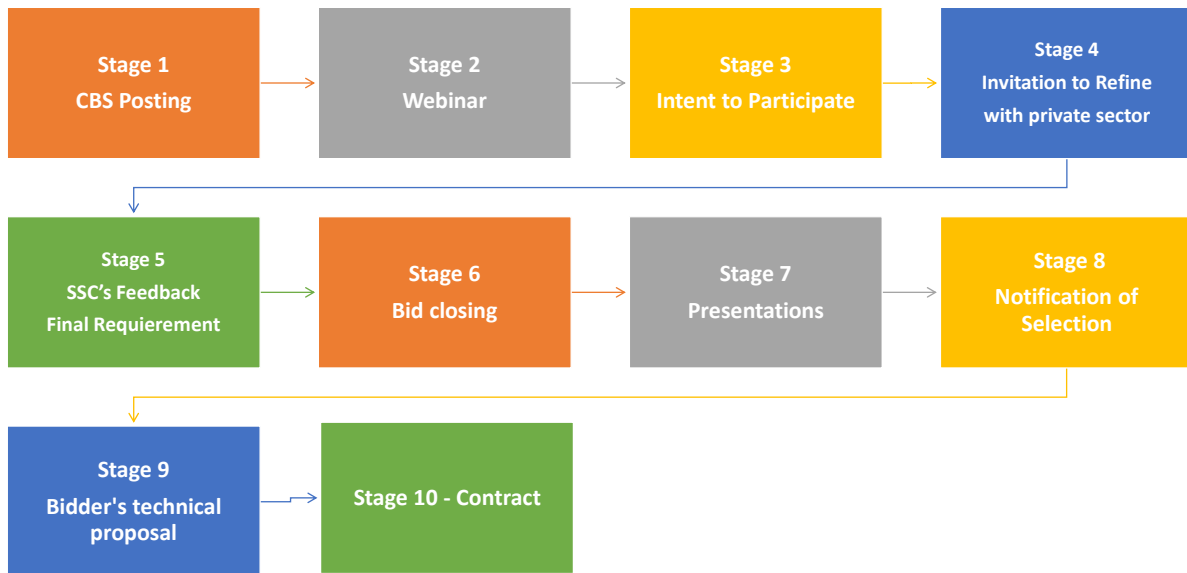 Stage 1
CBS Posting
Stage 2
Webinar
Stage 3
Intent to Participate
Stage 4
Invitation to Refine
with private sector
Stage 5
SSC’s Feedback
Final Requierement
Stage 6
Bid closing
Stage 7
Presentations
Stage 8
Notification of
Selection
Stage 9
Bidder's technical
proposal
Stage 10 - Contract